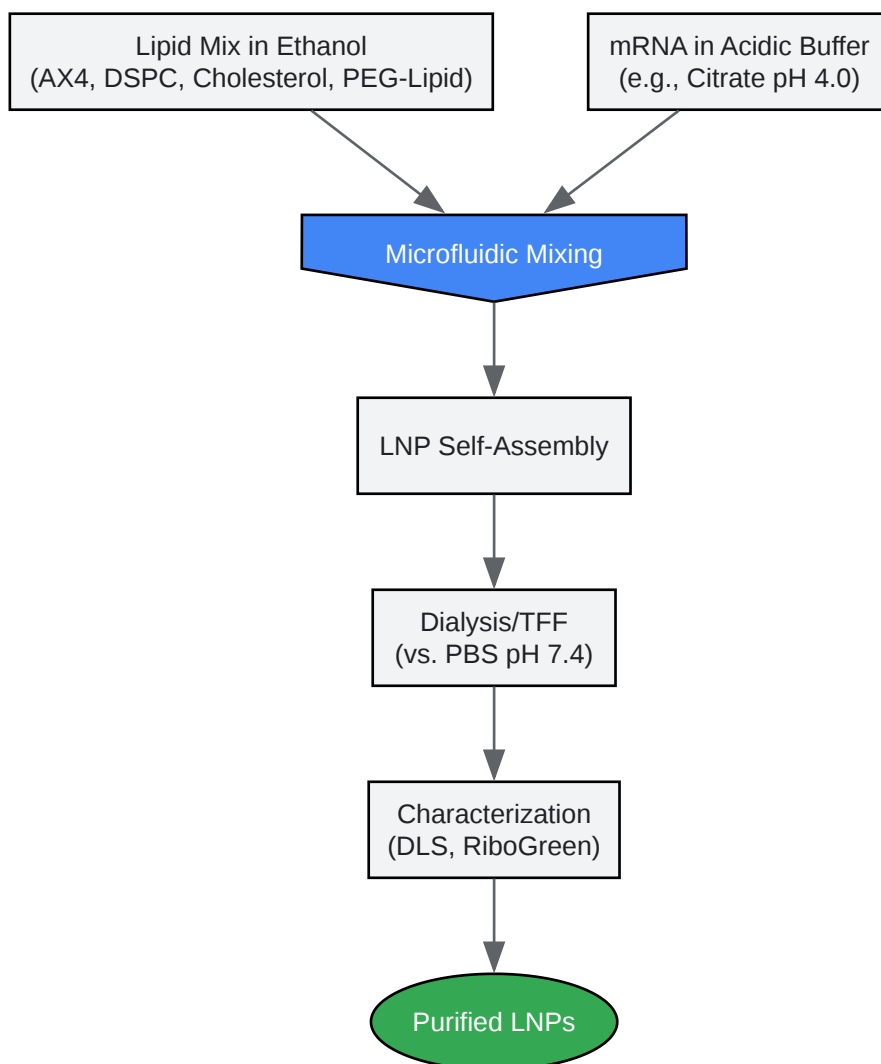 Lipid Mix in Ethanol
(AX4, DSPC, Cholesterol, PEG-Lipid)
mRNA in Acidic Buffer
(e.g., Citrate pH 4.0)
Microfluidic Mixing
LNP Self-Assembly
Dialysis/TFF
(vs. PBS pH 7.4)
Characterization
(DLS, RiboGreen)
Purified LNPs